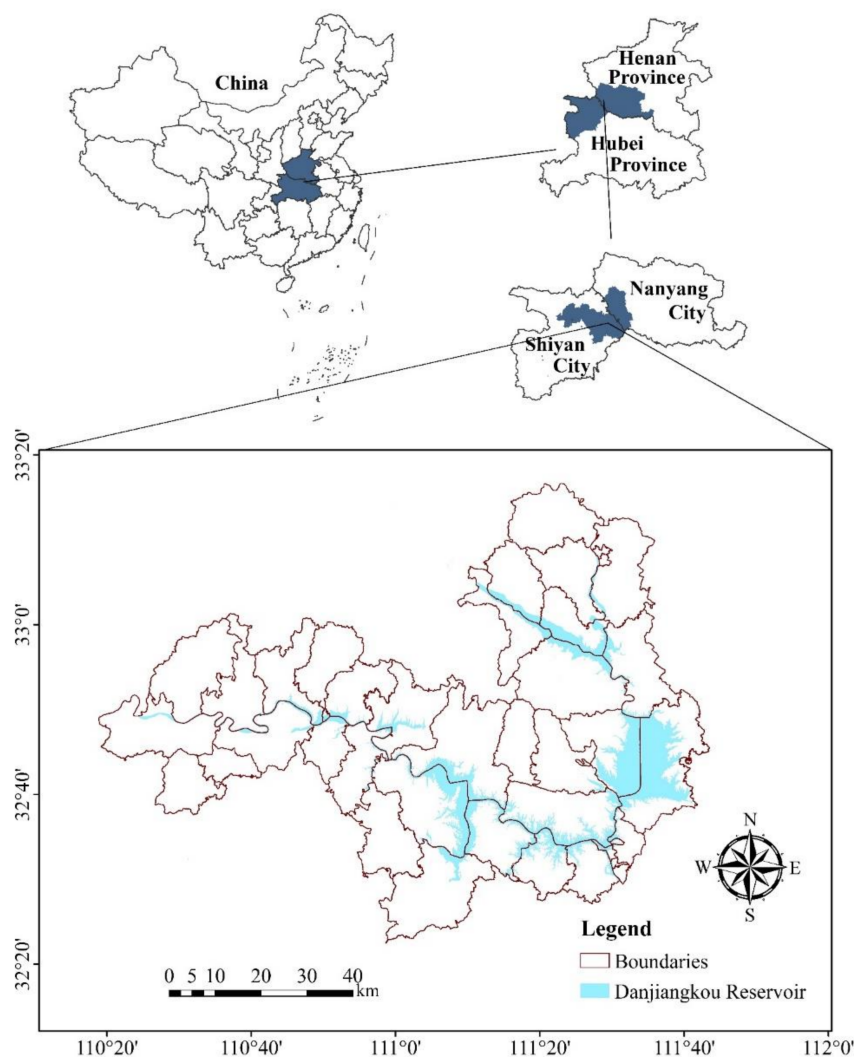 China
Henan
Province
Hubei
Province
Nanyang
City
Shiyan
City
33°20'
33°0'
32°40'
32°20'
N
W
E
S
Legend
Boundaries
Danjiangkou Reservoir
0 5 10 20 30 40
km
110°20' 110°40' 111°0' 111°20' 111°40' 112°0'